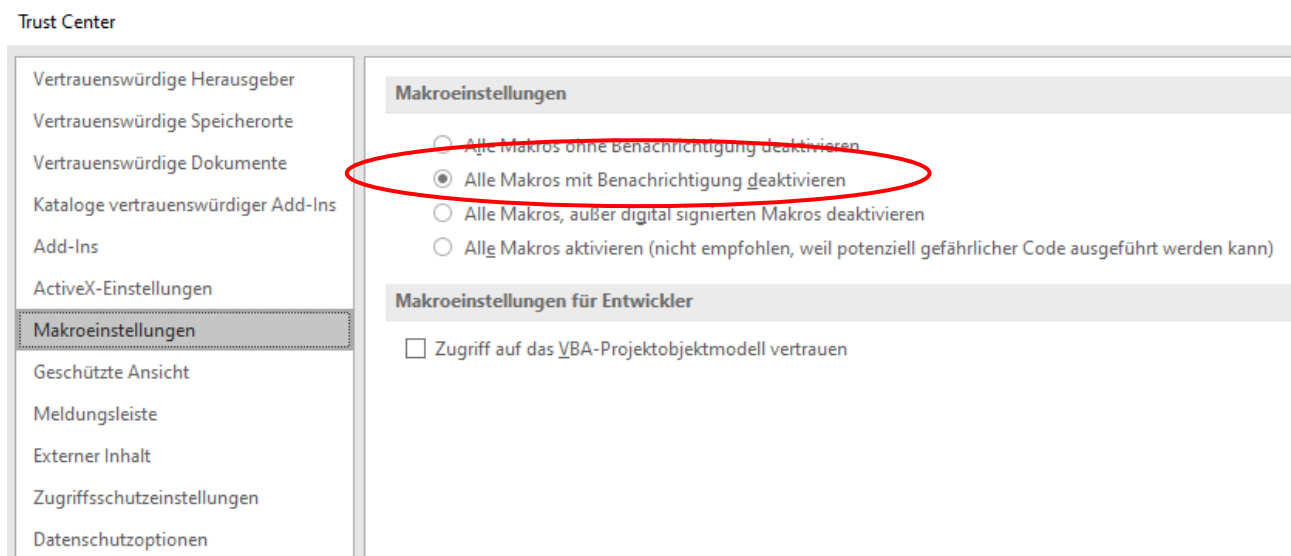 Trust Center
Vertrauenswürdige Herausgeber
Vertrauenswürdige Speicherorte
Vertrauenswürdige Dokumente
Kataloge vertrauenswürdiger Add-Ins
Add-Ins
ActiveX-Einstellungen
Makroeinstellungen
Geschützte Ansicht
Meldungsleiste
Externer Inhalt
Zugriffsschutzeinstellungen
Datenschutzoptionen
Makroeinstellungen
Alle Makros ohne Benachrichtigung deaktivieren
Alle Makros mit Benachrichtigung deaktivieren
Alle Makros, außer digital signierten Makros deaktivieren
Alle Makros aktivieren (nicht empfohlen, weil potenziell gefährlicher Code ausgeführt werden kann)
Makroeinstellungen für Entwickler
Zugriff auf das VBA-Projektobjektmodell vertrauen